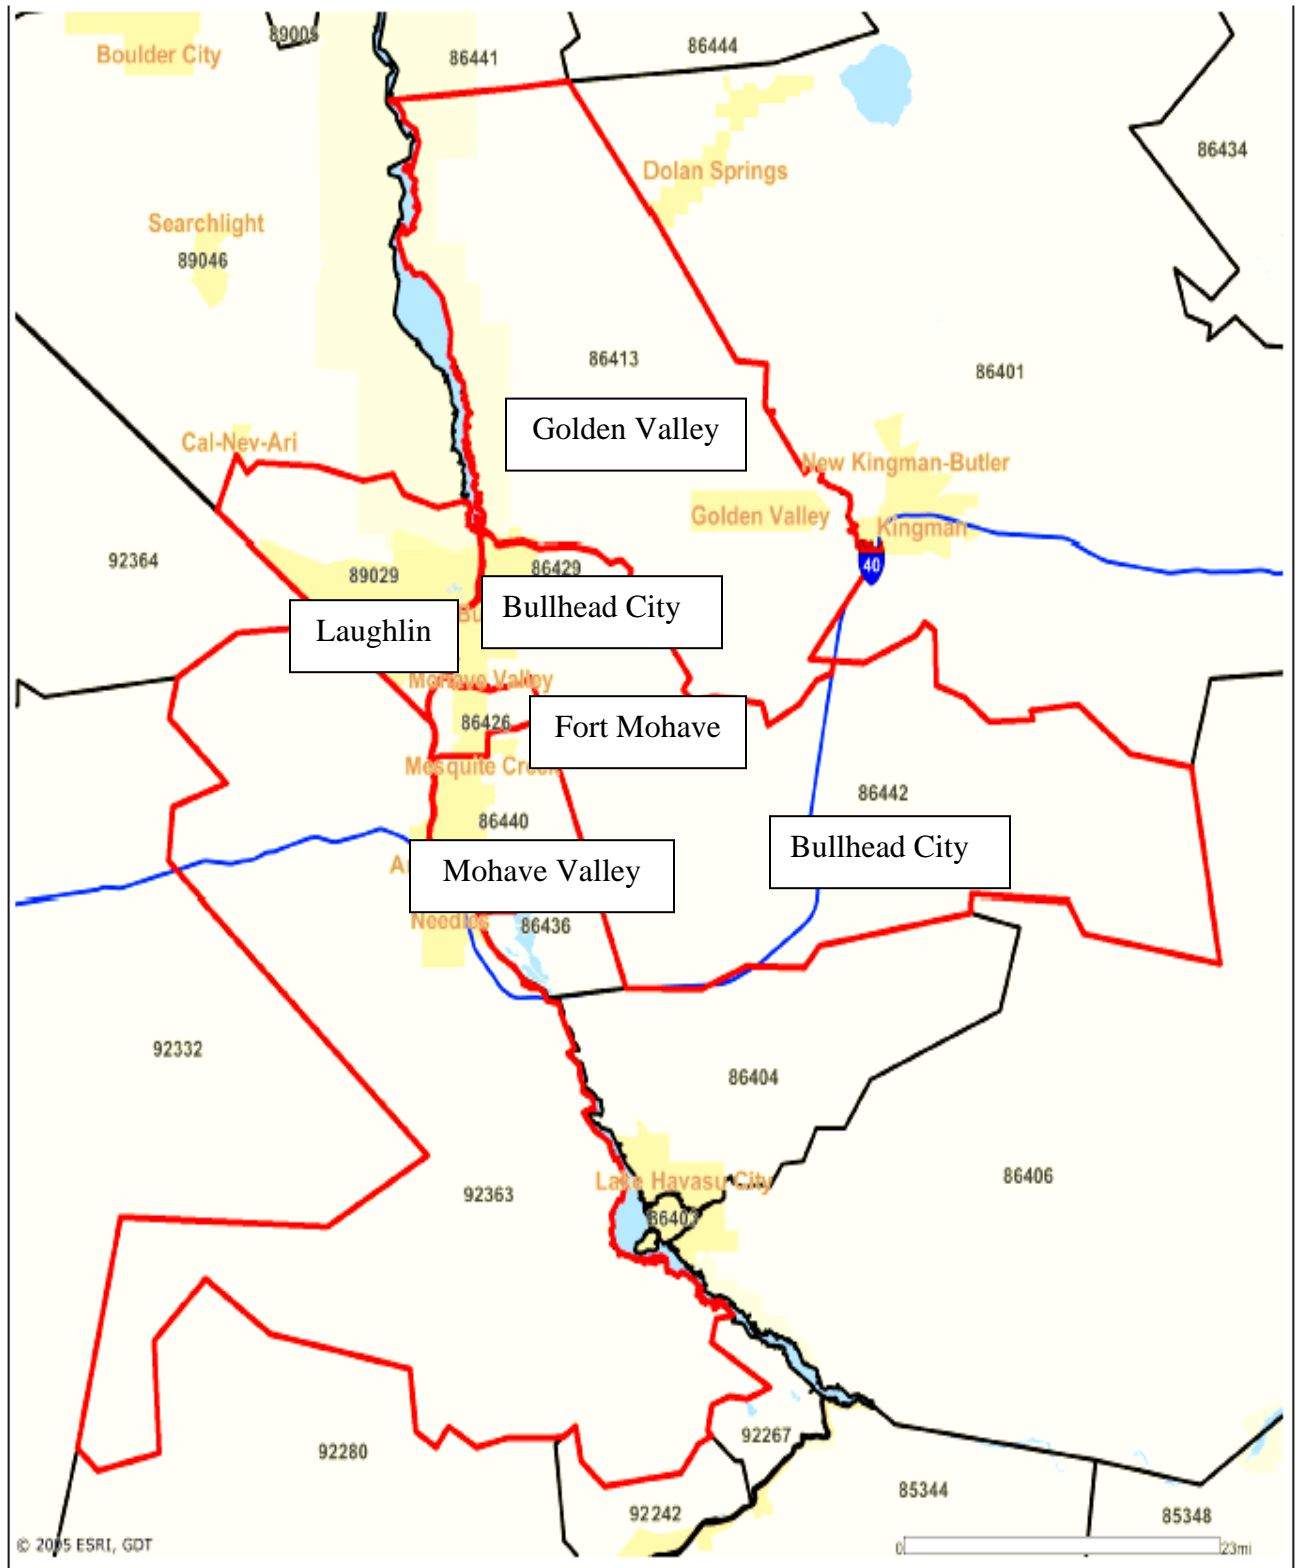 89005
86441
86444
Boulder City
86434
Dolan Springs
Searchlight
89046
86413
86401
Golden Valley
Cal-Nev-Ari
New Kingman-Butler
Golden Valley
Kingman
92364
89029
86429
40
Bullhead City
Laughlin
Mohave Valley
86426
Fort Mohave
Mesquite Creek
86442
86440
Bullhead City
Mohave Valley
Needles
86436
92332
86404
86406
Lake Havasu City
92363
86403
92267
92280
85344
92242
85348
© 2005 ESRI, GDT
0 23mi